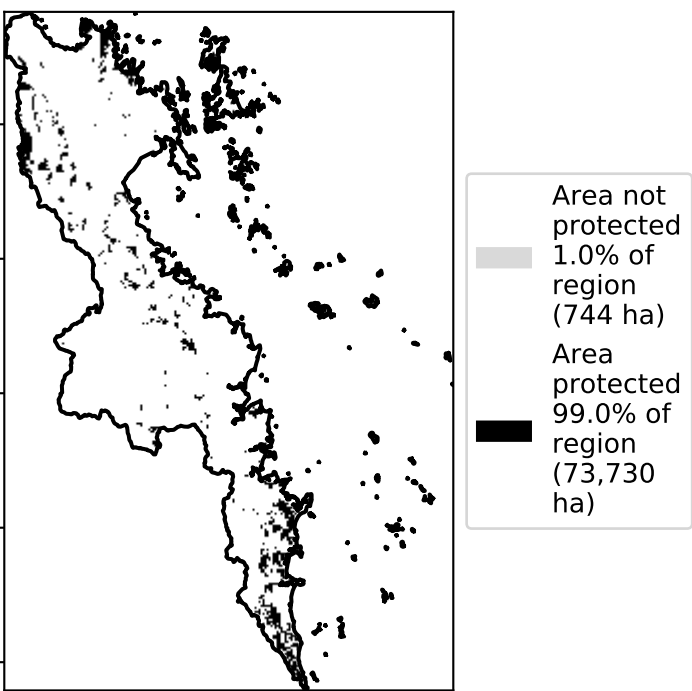 Area not
protected
1.0% of
region
(744 ha)
Area
protected
99.0% of
region
(73,730
ha)